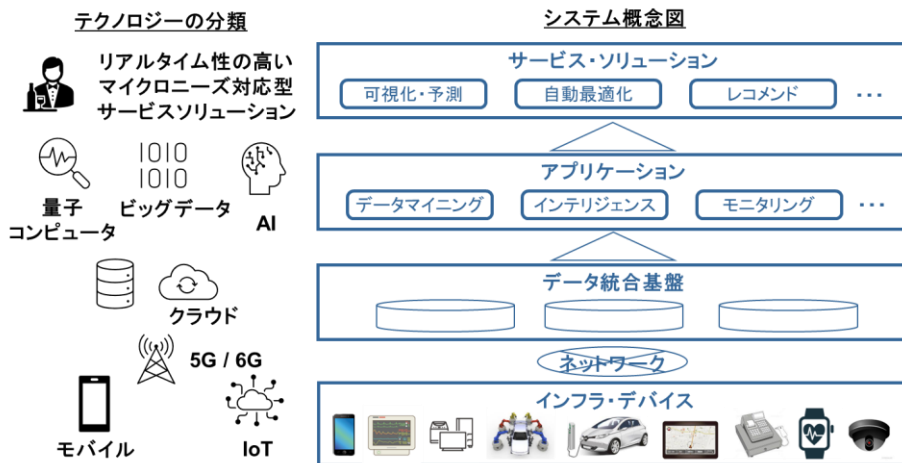 テクノロジーの分類
リアルタイム性の高い
マイクロニーズ対応型
サービスソリューション
1010
1010
量子
コンピュータ
ビッグデータ
AI
クラウド
5G / 6G
モバイル
IoT
システム概念図
サービス・ソリューション
可視化・予測
自動最適化
レコメンド
・・・
アプリケーション
データマイニング
インテリジェンス
モニタリング
・・・
データ統合基盤
ネットワーク
インフラ・デバイス